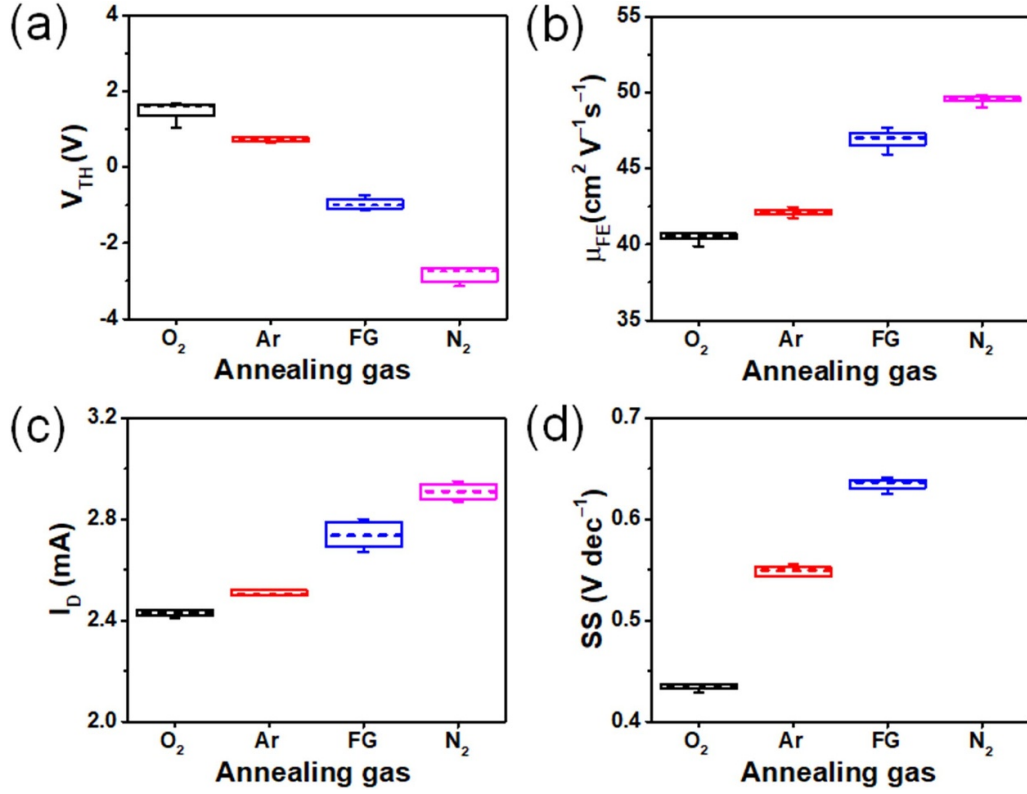 (a)
4
2
0
-2
-4
V_TH (V)
O₂ Ar FG N₂
Annealing gas
(b)
55
50
45
40
35
μ_FE(cm² V⁻¹s⁻¹)
O₂ Ar FG N₂
Annealing gas
(c)
3.2
2.8
2.4
2.0
I_D (mA)
O₂ Ar FG N₂
Annealing gas
(d)
0.7
0.6
0.5
0.4
SS (V dec⁻¹)
O₂ Ar FG N₂
Annealing gas